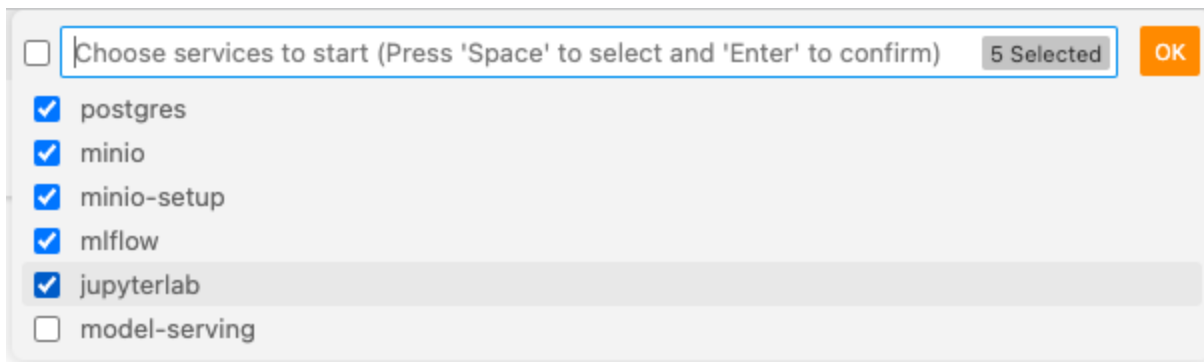 Choose services to start (Press 'Space' to select and 'Enter' to confirm) 5 Selected OK
postgres
minio
minio-setup
mlflow
jupyterlab
model-serving